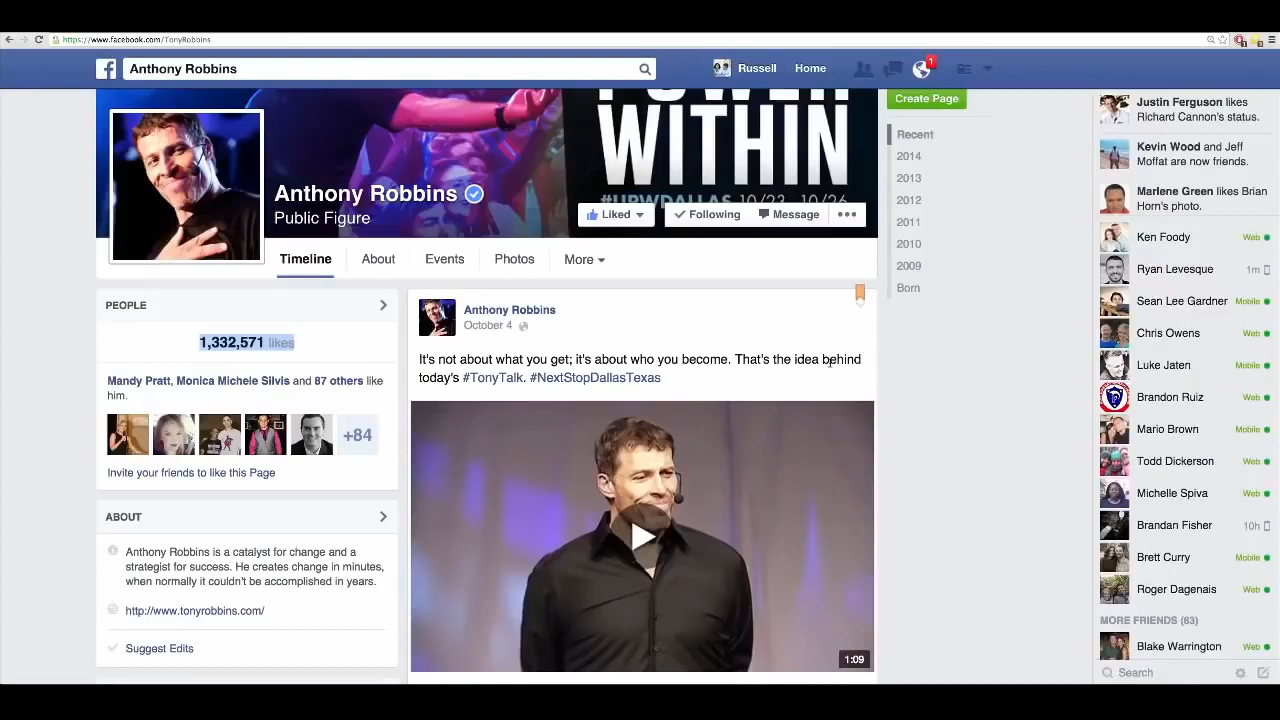 https://www.facebook.com/TonyRobbins
Anthony Robbins
Russell
Home
1
WITHIN
10/23 - 10/26
Anthony Robbins
Public Figure
Liked
Following
Message
Timeline
About
Events
Photos
More
PEOPLE
1,332,571 likes
Mandy Pratt, Monica Michele Silvis and 87 others like
him.
+84
Invite your friends to like this Page
ABOUT
Anthony Robbins is a catalyst for change and a
strategist for success. He creates change in minutes,
when normally it couldn't be accomplished in years.
http://www.tonyrobbins.com/
Suggest Edits
Anthony Robbins
October 4
It's not about what you get; it's about who you become. That's the idea behind
today's #TonyTalk. #NextStopDallasTexas
1:09
Create Page
Recent
2014
2013
2012
2011
2010
2009
Born
Justin Ferguson likes
Richard Cannon's status.
Kevin Wood and Jeff
Moffat are now friends.
Marlene Green likes Brian
Horn's photo.
Ken Foody Web
Ryan Levesque 1m
Sean Lee Gardner Mobile
Chris Owens Web
Luke Jaten Mobile
Brandon Ruiz Web
Mario Brown Mobile
Todd Dickerson Web
Michelle Spiva Web
Brandan Fisher 10h
Brett Curry Mobile
Roger Dagenais Web
MORE FRIENDS (63)
Blake Warrington Web
Search